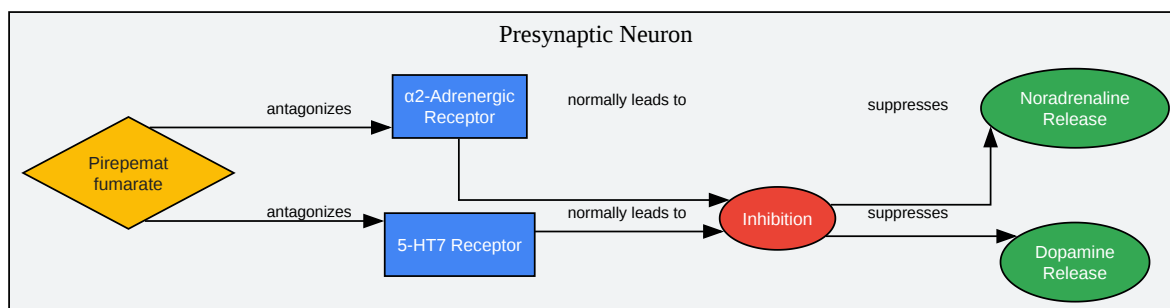 Presynaptic Neuron
antagonizes
α2-Adrenergic
Receptor
normally leads to
suppresses
Noradrenaline
Release
Pirepemat
fumarate
antagonizes
5-HT7 Receptor
normally leads to
Inhibition
suppresses
Dopamine
Release